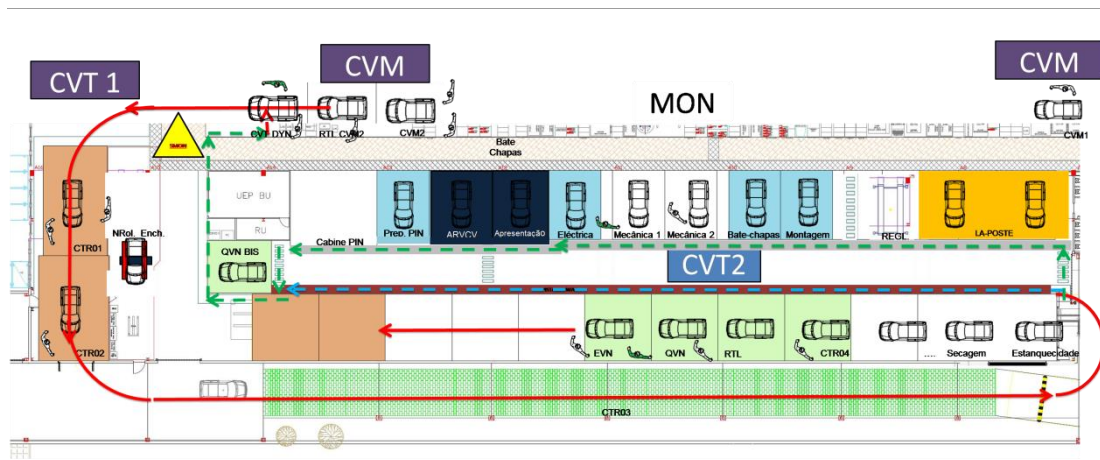 CVT 1
CVM
CVM
MON
CVT DYN
RTL CVM2
CVM2
CVM1
Bate
Chapas
UEP BU
RU
Prep. PIN
ARVCV
Apresentação
Eléctrica
Mecânica 1
Mecânica 2
Bate-chapas
Montagem
REGL
LA-POSTE
CTR01
NRol. Ench.
QVN BIS
Cabine PIN
CVT2
CTR02
EVN
QVN
RTL
CTR04
....
Secagem
Estanquecidade
CTR03